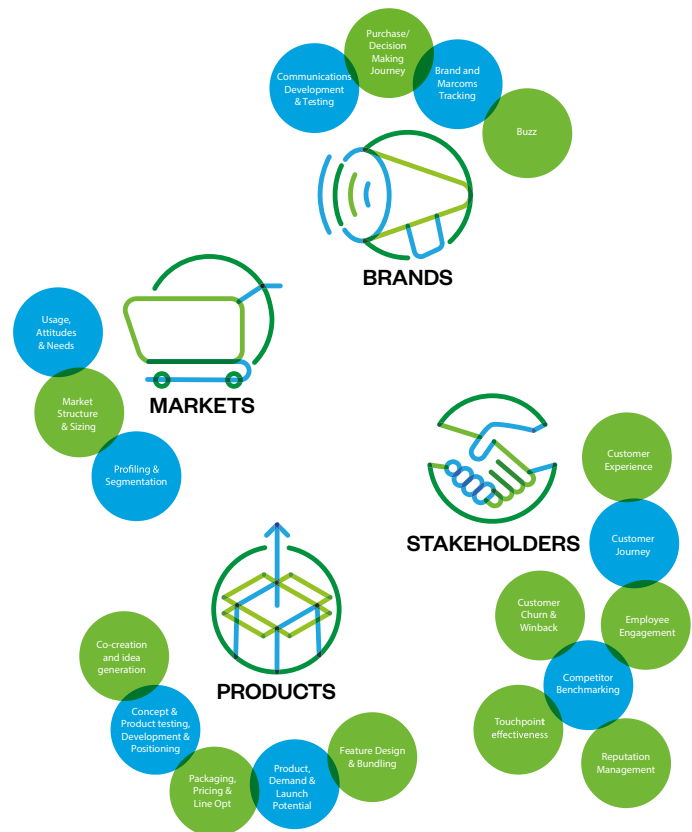 Purchase/
Decision
Making
Journey
Communications
Development
& Testing
Brand and
Marcoms
Tracking
Buzz
BRANDS
Usage,
Attitudes
& Needs
Market
Structure
& Sizing
Profiling &
Segmentation
MARKETS
Customer
Experience
Customer
Journey
STAKEHOLDERS
Customer
Churn &
Winback
Employee
Engagement
Competitor
Benchmarking
Touchpoint
effectiveness
Reputation
Management
PRODUCTS
Co-creation
and idea
generation
Concept &
Product testing,
Development &
Positioning
Packaging,
Pricing &
Line Opt
Product,
Demand &
Launch
Potential
Feature Design
& Bundling